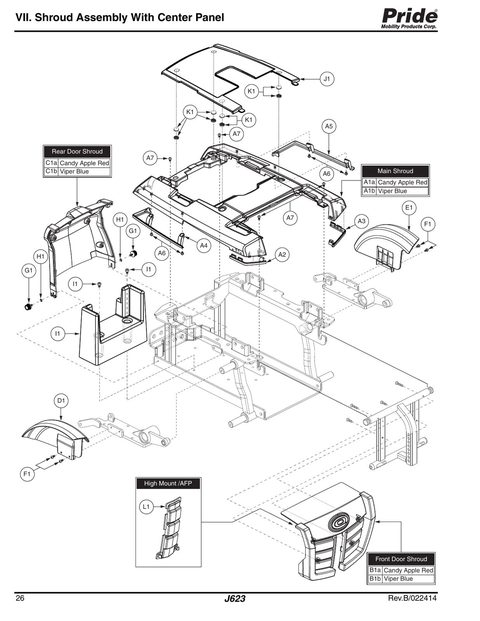 VII. Shroud Assembly With Center Panel
Pride®
Mobility Products Corp.
J1
K1
K1
K1
A7
A5
Rear Door Shroud
C1a Candy Apple Red
C1b Viper Blue
A7
A6
Main Shroud
A1a Candy Apple Red
A1b Viper Blue
E1
F1
H1
G1
A7
A3
A4
A6
A2
H1
G1
I1
I1
I1
D1
F1
High Mount /AFP
L1
Front Door Shroud
B1a Candy Apple Red
B1b Viper Blue
26
J623
Rev.B/022414